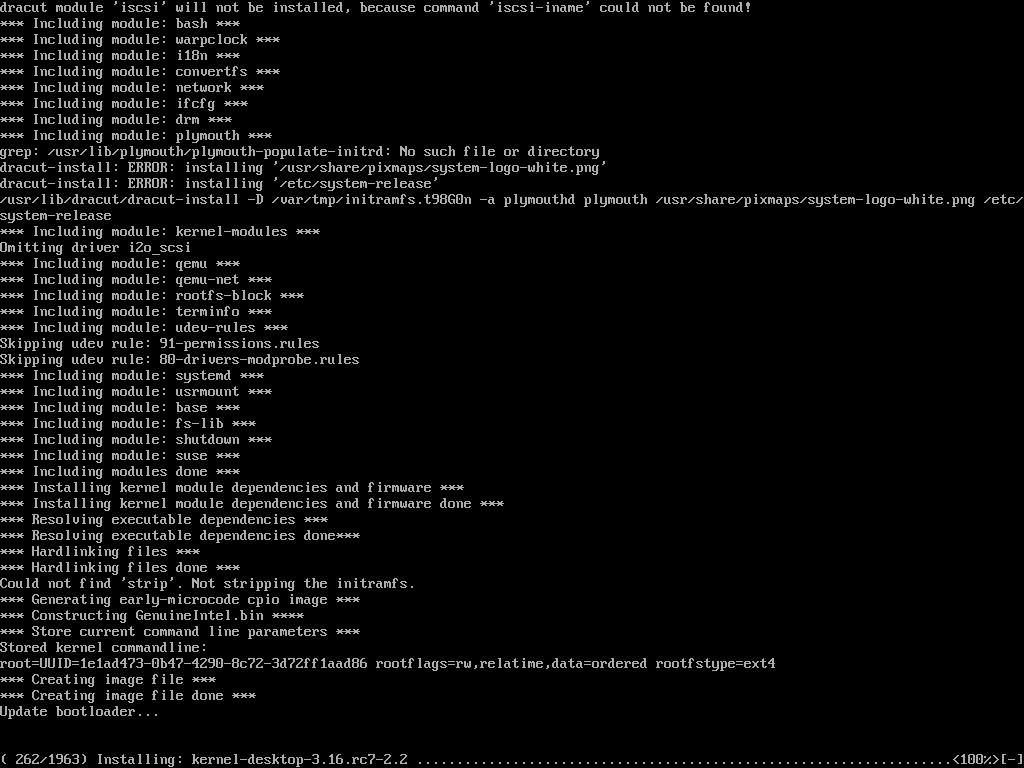 dracut module 'iscsi' will not be installed, because command 'iscsi-iname' could not be found!
*** Including module: bash ***
*** Including module: warpclock ***
*** Including module: i18n ***
*** Including module: convertfs ***
*** Including module: network ***
*** Including module: ifcfg ***
*** Including module: drm ***
*** Including module: plymouth ***
grep: /usr/lib/plymouth/plymouth-populate-initrd: No such file or directory
dracut-install: ERROR: installing '/usr/share/pixmaps/system-logo-white.png'
dracut-install: ERROR: installing '/etc/system-release'
/usr/lib/dracut/dracut-install -D /var/tmp/initramfs.t98G0n -a plymouthd plymouth /usr/share/pixmaps/system-logo-white.png /etc/
system-release
*** Including module: kernel-modules ***
Omitting driver i2o_scsi
*** Including module: qemu ***
*** Including module: qemu-net ***
*** Including module: rootfs-block ***
*** Including module: terminfo ***
*** Including module: udev-rules ***
Skipping udev rule: 91-permissions.rules
Skipping udev rule: 80-drivers-modprobe.rules
*** Including module: systemd ***
*** Including module: usrmount ***
*** Including module: base ***
*** Including module: fs-lib ***
*** Including module: shutdown ***
*** Including module: suse ***
*** Including modules done ***
*** Installing kernel module dependencies and firmware ***
*** Installing kernel module dependencies and firmware done ***
*** Resolving executable dependencies ***
*** Resolving executable dependencies done***
*** Hardlinking files ***
*** Hardlinking files done ***
Could not find 'strip'. Not stripping the initramfs.
*** Generating early-microcode cpio image ***
*** Constructing GenuineIntel.bin ****
*** Store current command line parameters ***
Stored kernel commandline:
root=UUID=1e1ad473-0b47-4290-8c72-3d72ff1aad86 rootflags=rw,relatime,data=ordered rootfstype=ext4
*** Creating image file ***
*** Creating image file done ***
Update bootloader...
( 262/1963) Installing: kernel-desktop-3.16.rc7-2.2 ...................................................................<100%>[-]